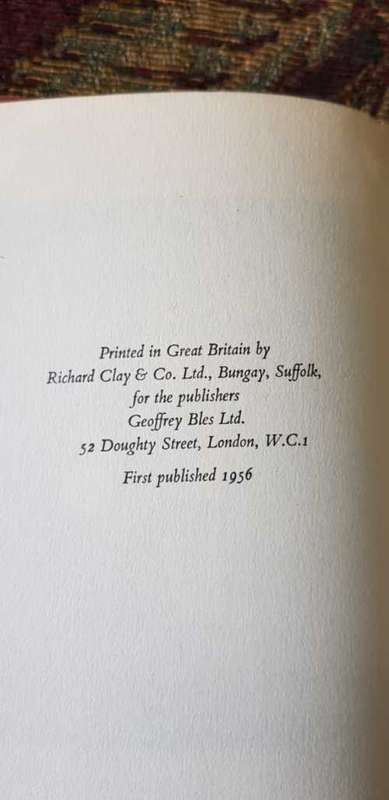 Printed in Great Britain by
Richard Clay & Co. Ltd., Bungay, Suffolk,
for the publishers
Geoffrey Bles Ltd.
52 Doughty Street, London, W.C.1
First published 1956